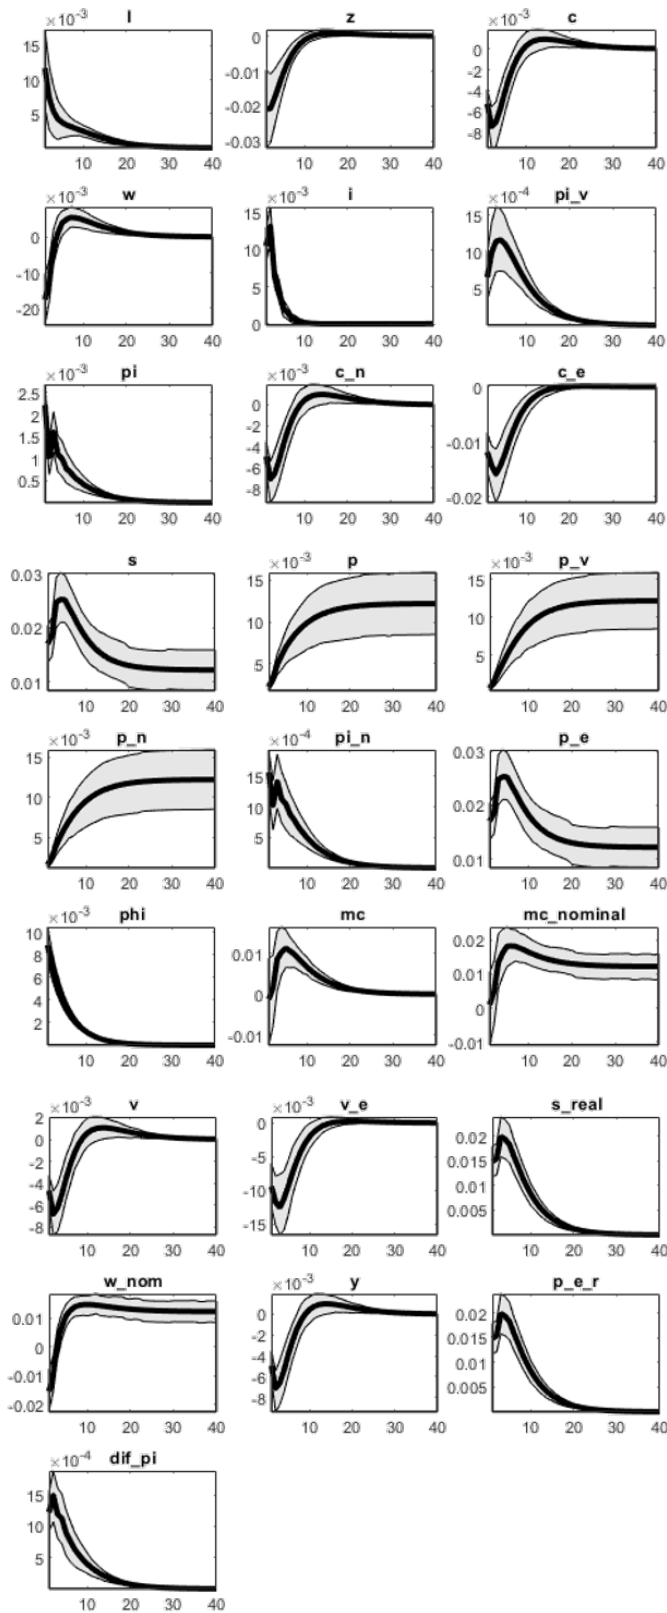 l
×10⁻³
15
10
5
10 20 30 40
z
0
-0.01
-0.02
-0.03
10 20 30 40
c
×10⁻³
0
-2
-4
-6
-8
10 20 30 40
w
×10⁻³
0
-10
-20
10 20 30 40
i
×10⁻³
15
10
5
0
10 20 30 40
pi_v
×10⁻⁴
15
10
5
10 20 30 40
pi
×10⁻³
2.5
2
1.5
1
0.5
10 20 30 40
c_n
×10⁻³
0
-2
-4
-6
-8
10 20 30 40
c_e
0
-0.01
-0.02
10 20 30 40
s
0.03
0.02
0.01
10 20 30 40
p
×10⁻³
15
10
5
10 20 30 40
p_v
×10⁻³
15
10
5
10 20 30 40
p_n
×10⁻³
15
10
5
10 20 30 40
pi_n
×10⁻⁴
15
10
5
10 20 30 40
p_e
0.03
0.02
0.01
10 20 30 40
phi
×10⁻³
10
8
6
4
2
10 20 30 40
mc
0.01
0
-0.01
10 20 30 40
mc_nominal
0.02
0.01
0
-0.01
10 20 30 40
v
×10⁻³
2
0
-2
-4
-6
-8
10 20 30 40
v_e
×10⁻³
0
-5
-10
-15
10 20 30 40
s_real
0.02
0.015
0.01
0.005
10 20 30 40
w_nom
0.01
0
-0.01
-0.02
10 20 30 40
y
×10⁻³
0
-2
-4
-6
-8
10 20 30 40
p_e_r
0.02
0.015
0.01
0.005
10 20 30 40
dif_pi
×10⁻⁴
15
10
5
10 20 30 40